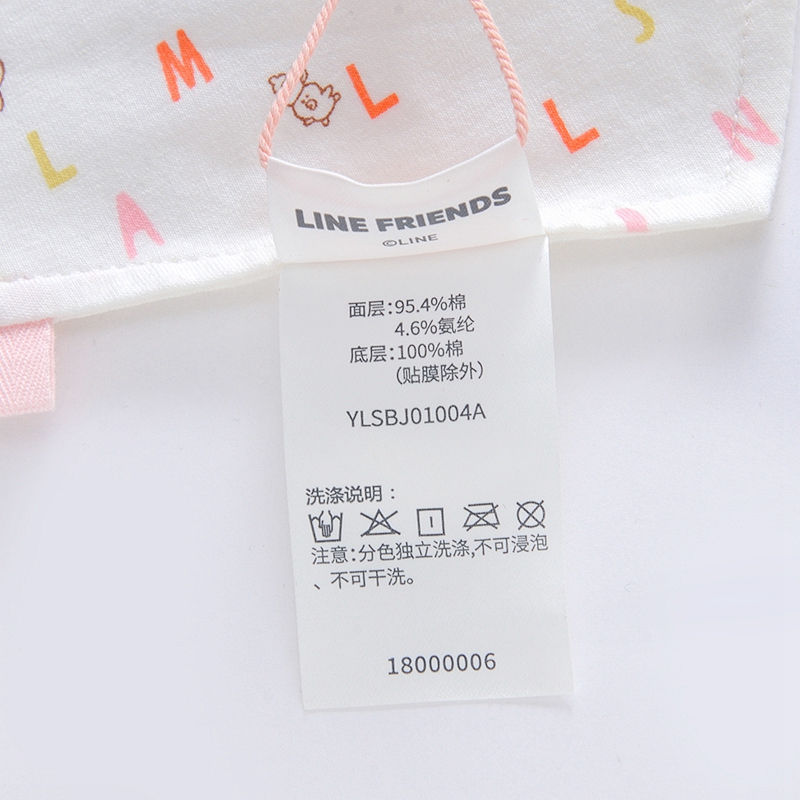 M
L
S
L
L
N
A
LINE FRIENDS
©LINE
面层:95.4%棉
4.6%氨纶
底层:100%棉
(贴膜除外)
YLSBJ01004A
洗涤说明:
注意:分色独立洗涤,不可浸泡
、不可干洗。
18000006